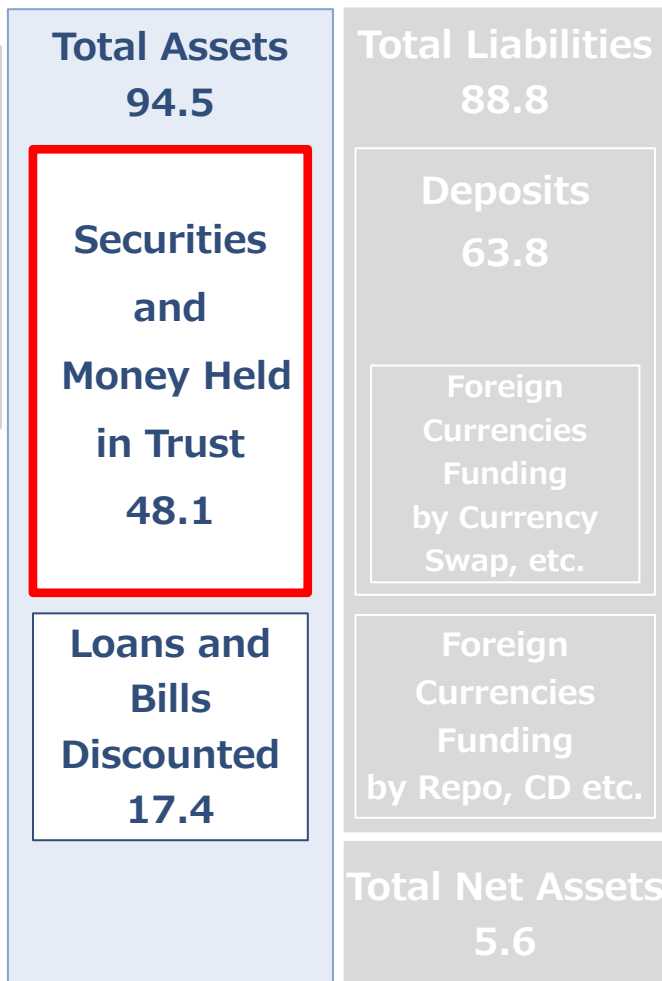 Total Assets
94.5
Securities
and
Money Held
in Trust
48.1
Loans and
Bills
Discounted
17.4
Total Liabilities
88.8
Deposits
63.8
Foreign
Currencies
Funding
by Currency
Swap, etc.
Foreign
Currencies
Funding
by Repo, CD etc.
Total Net Assets
5.6